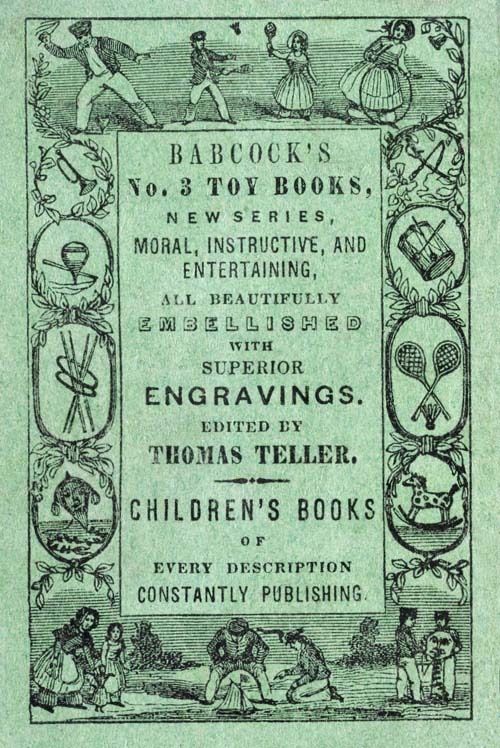 BABCOCK'S
No. 3 TOY BOOKS,
NEW SERIES,
MORAL, INSTRUCTIVE, AND
ENTERTAINING,
ALL BEAUTIFULLY
EMBELLISHED
WITH
SUPERIOR
ENGRAVINGS.
EDITED BY
THOMAS TELLER.
CHILDREN'S BOOKS
OF
EVERY DESCRIPTION
CONSTANTLY PUBLISHING.